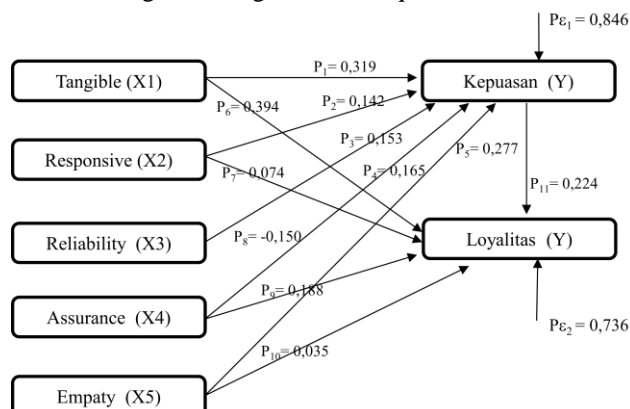 Pε₁ = 0,846
Tangible (X1)
P₁= 0,319
Kepuasan (Y)
P₆= 0,394
P₂= 0,142
P₃= 0,153
Responsive (X2)
P₇= 0,074
P₄= 0,165
P₅= 0,277
P₁₁= 0,224
Reliability (X3)
P₈= -0,150
Loyalitas (Y)
P₉= 0,188
Assurance (X4)
Pε₂ = 0,736
P₁₀= 0,035
Empaty (X5)